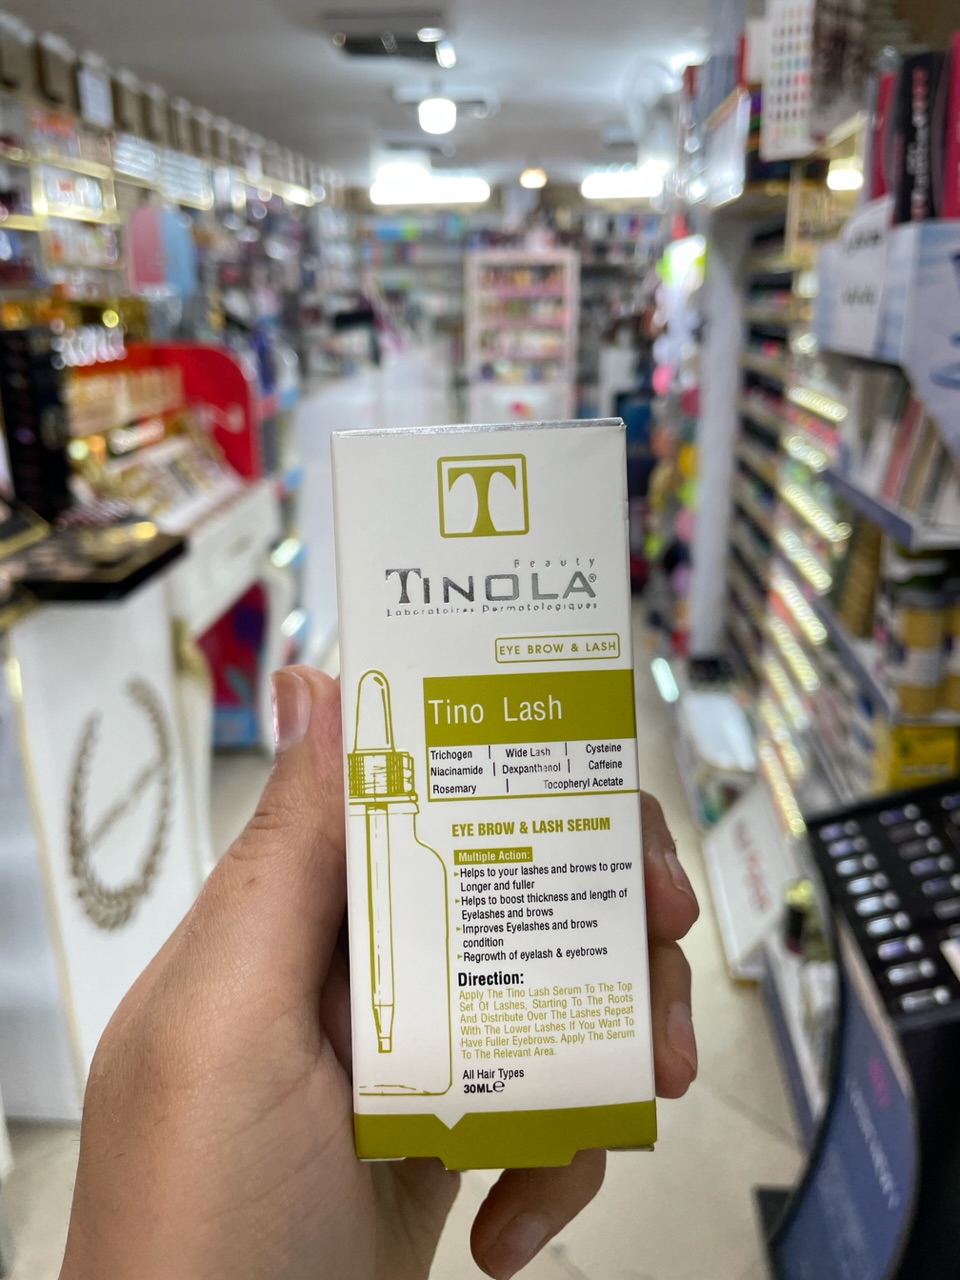 T
Beauty
TINOLA®
Laboratoires Dermatologiques
EYE BROW & LASH
Tino Lash
Trichogen | Wide Lash | Cysteine
Niacinamide | Dexpanthanol | Caffeine
Rosemary | Tocopheryl Acetate
EYE BROW & LASH SERUM
Multiple Action:
Helps to your lashes and brows to grow
Longer and fuller
Helps to boost thickness and length of
Eyelashes and brows
Improves Eyelashes and brows
condition
Regrowth of eyelash & eyebrows
Direction:
Apply The Tino Lash Serum To The Top
Set Of Lashes, Starting To The Roots
And Distribute Over The Lashes Repeat
With The Lower Lashes If You Want To
Have Fuller Eyebrows. Apply The Serum
To The Relevant Area.
All Hair Types
30ML℮